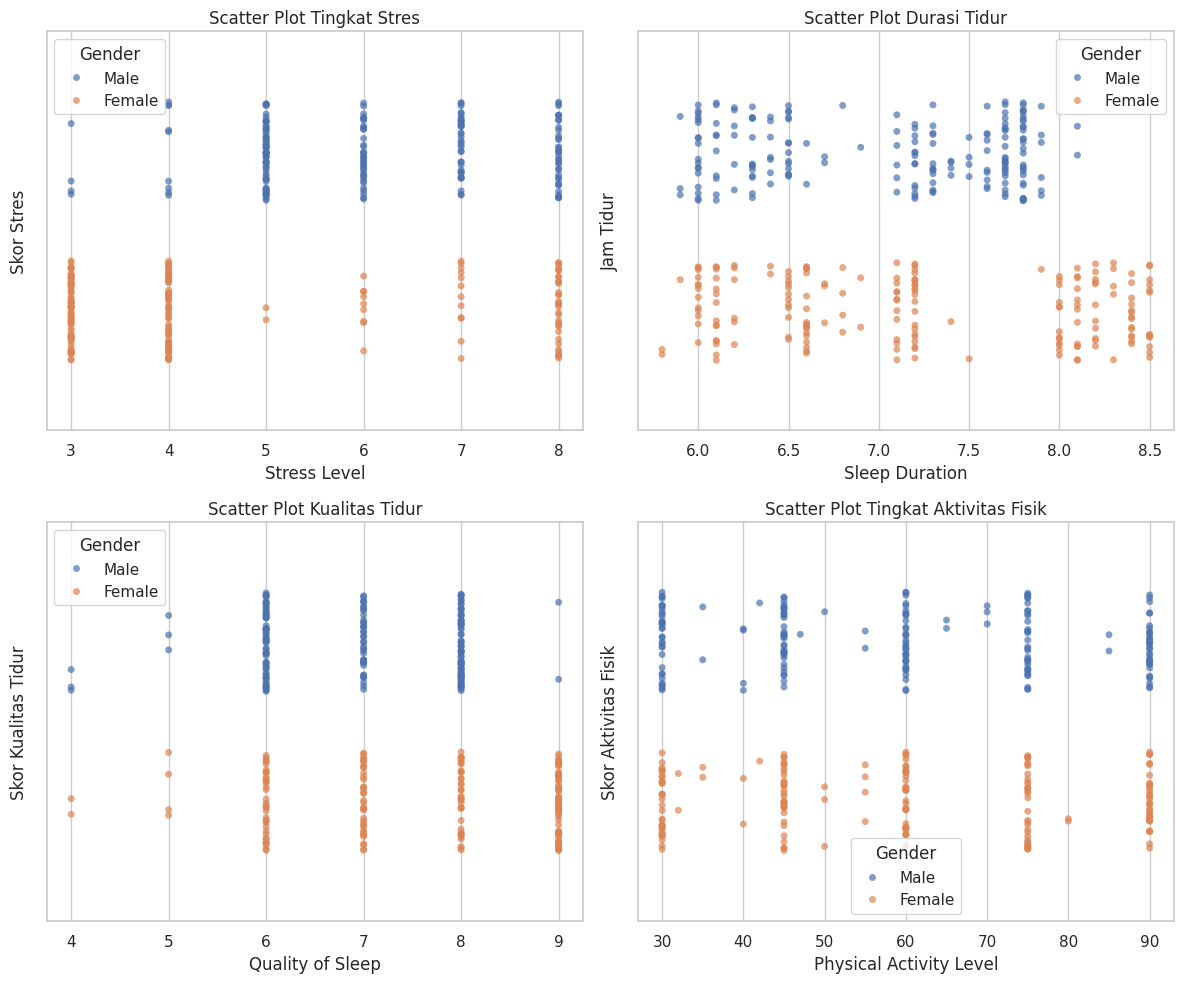 Scatter Plot Tingkat Stres
Gender
Male
Female
Skor Stres
3 4 5 6 7 8
Stress Level
Scatter Plot Durasi Tidur
Gender
Male
Female
Jam Tidur
6.0 6.5 7.0 7.5 8.0 8.5
Sleep Duration
Scatter Plot Kualitas Tidur
Gender
Male
Female
Skor Kualitas Tidur
4 5 6 7 8 9
Quality of Sleep
Scatter Plot Tingkat Aktivitas Fisik
Skor Aktivitas Fisik
Gender
Male
Female
30 40 50 60 70 80 90
Physical Activity Level